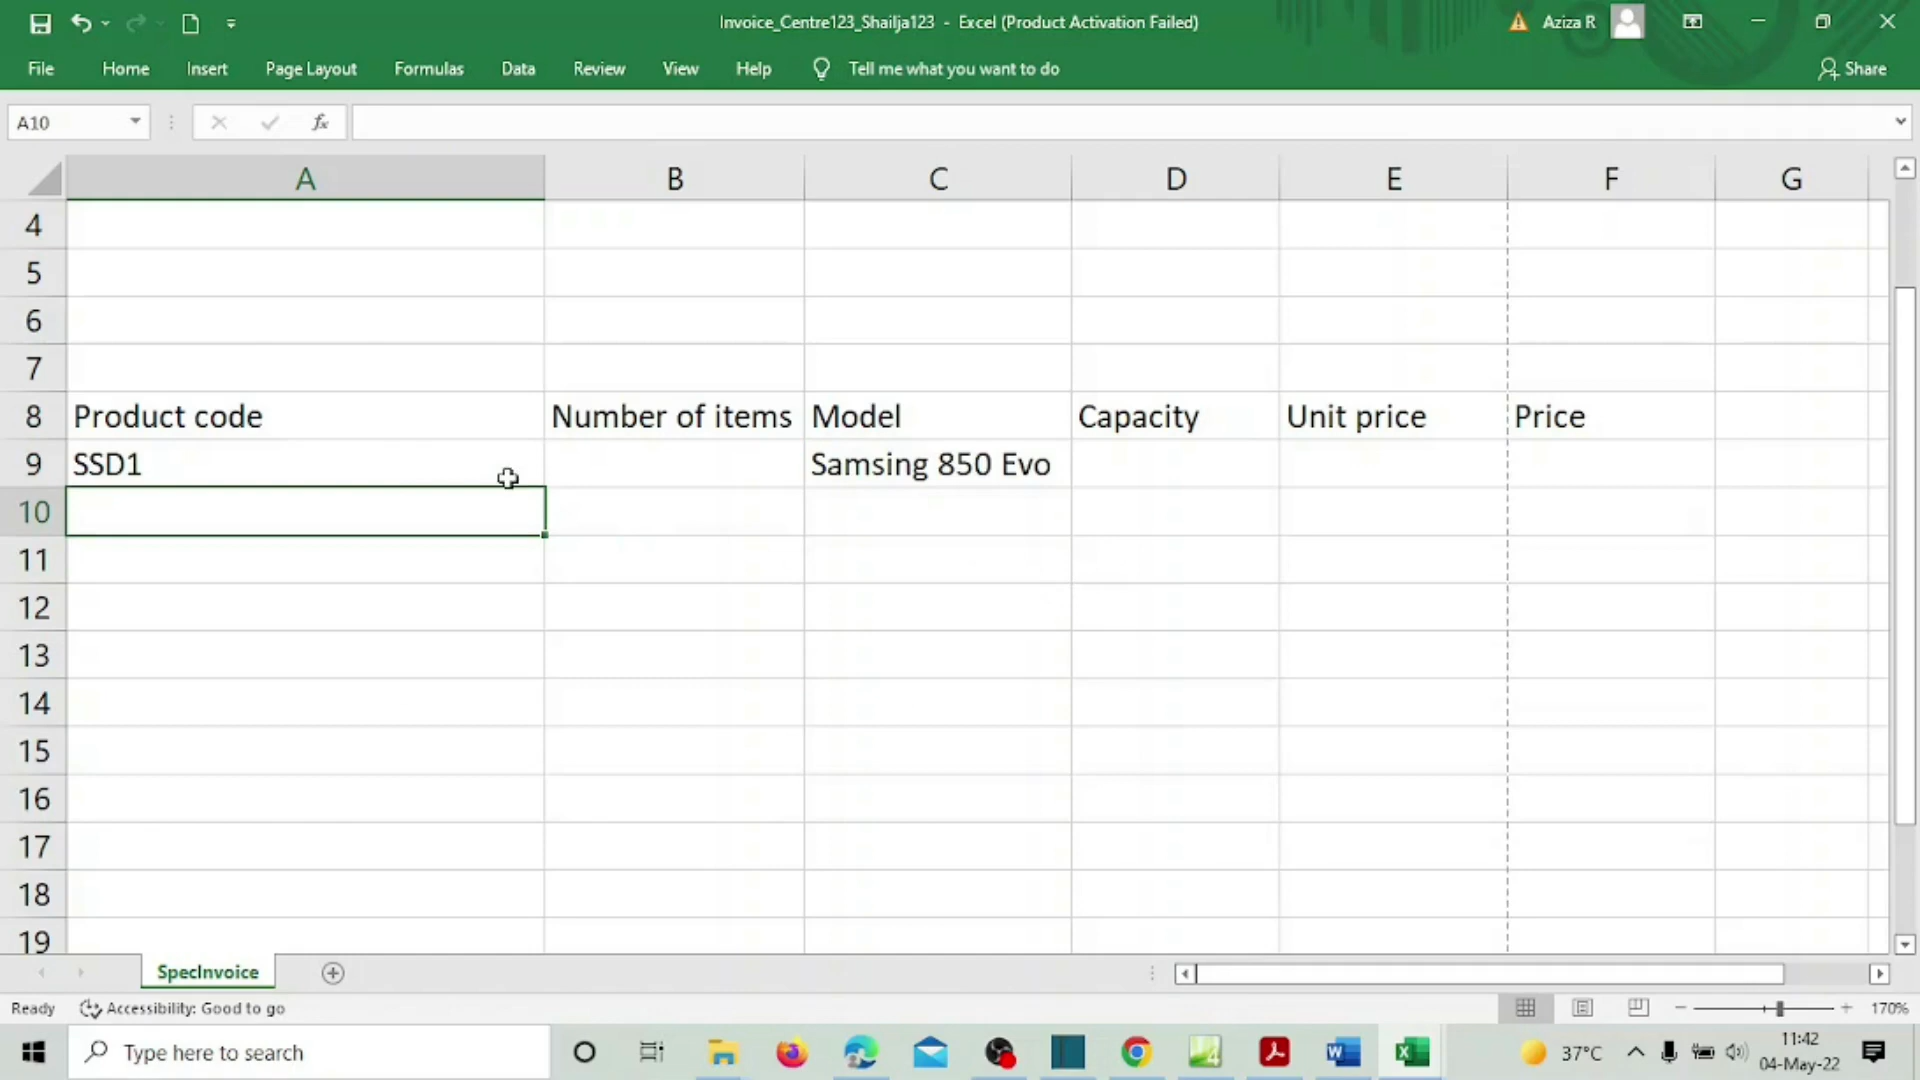 Invoice_Centre123_Shailja123 - Excel (Product Activation Failed)
Aziza R
File Home Insert Page Layout Formulas Data Review View Help Tell me what you want to do
Share
A10
fx
A B C D E F G
4
5
6
7
8 Product code Number of items Model Capacity Unit price Price
9 SSD1 Samsing 850 Evo
10
11
12
13
14
15
16
17
18
19
SpecInvoice
Ready Accessibility: Good to go
170%
Type here to search
37°C
11:42
04-May-22